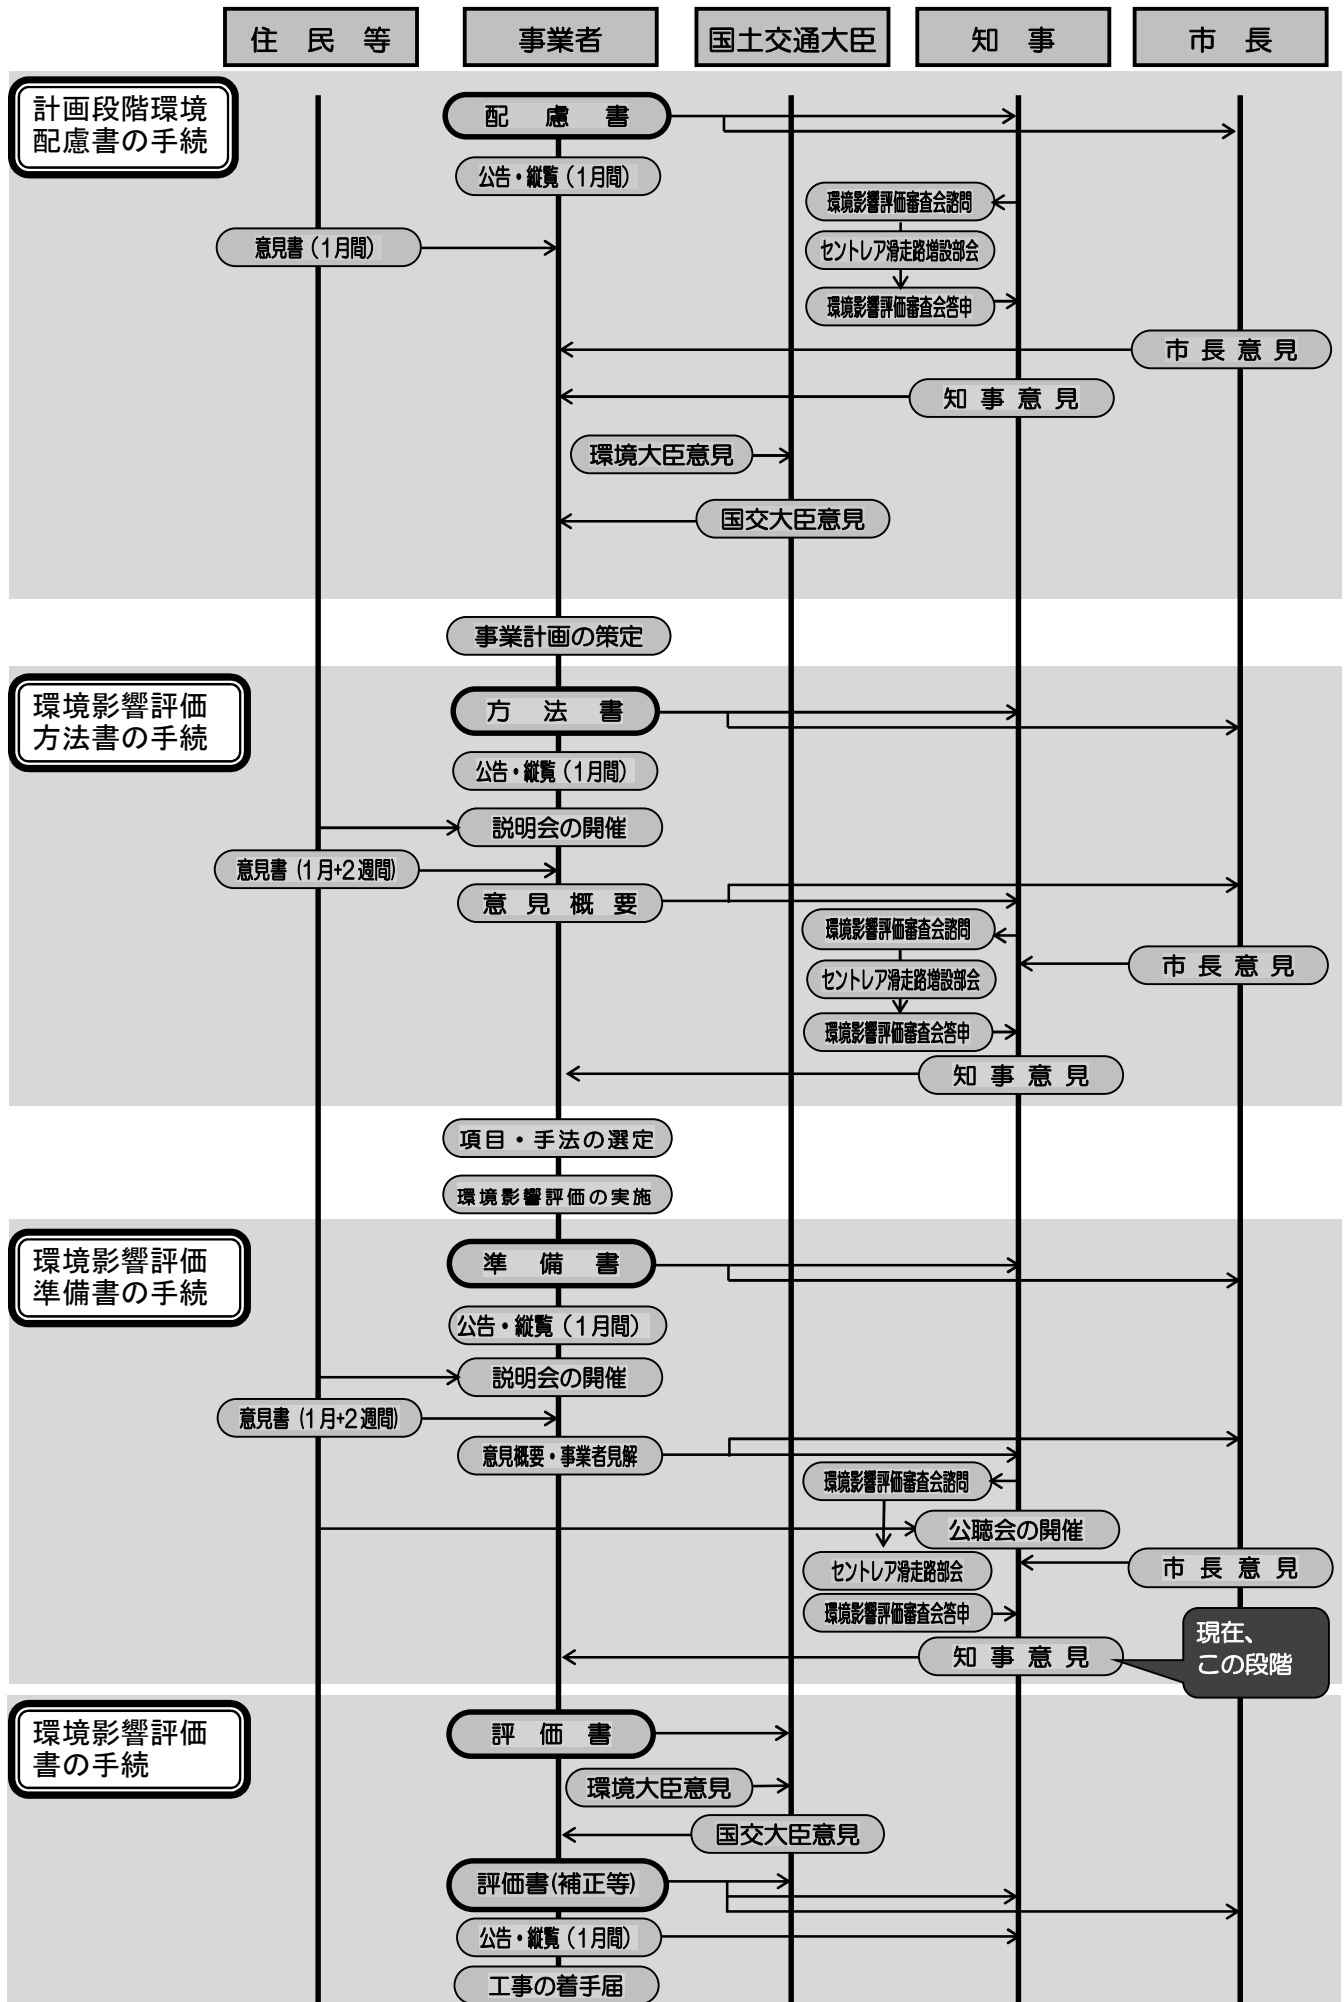 住 民 等
事業者
国土交通大臣
知 事
市 長
計画段階環境
配慮書の手続
配 慮 書
公告・縦覧（1月間）
環境影響評価審査会諮問
意見書（1月間）
セントレア滑走路増設部会
環境影響評価審査会答申
市 長 意 見
知 事 意 見
環境大臣意見
国交大臣意見
事業計画の策定
環境影響評価
方法書の手続
方 法 書
公告・縦覧（1月間）
説明会の開催
意見書（1月+2週間）
意 見 概 要
環境影響評価審査会諮問
市 長 意 見
セントレア滑走路増設部会
環境影響評価審査会答申
知 事 意 見
項目・手法の選定
環境影響評価の実施
環境影響評価
準備書の手続
準 備 書
公告・縦覧（1月間）
説明会の開催
意見書（1月+2週間）
意見概要・事業者見解
環境影響評価審査会諮問
公聴会の開催
市 長 意 見
セントレア滑走路部会
環境影響評価審査会答申
知 事 意 見
現在、
この段階
環境影響評価
書の手続
評 価 書
環境大臣意見
国交大臣意見
評価書(補正等)
公告・縦覧（1月間）
工事の着手届